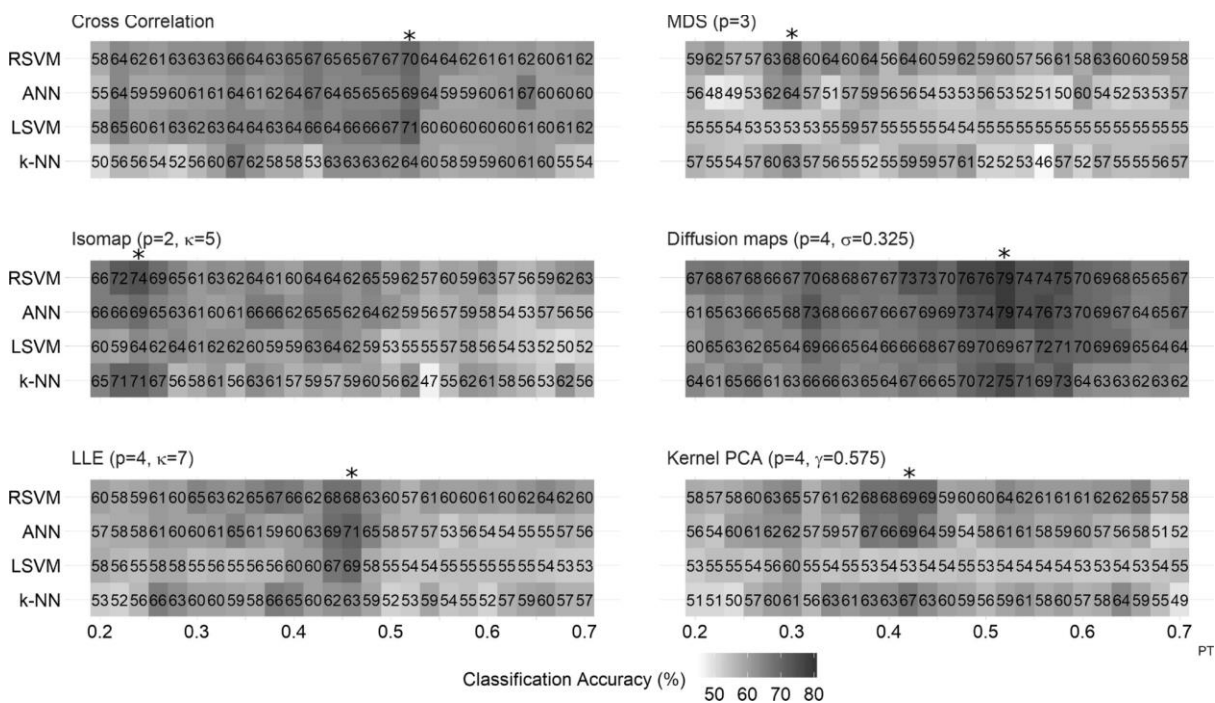 Cross Correlation
*
RSVM 58 64 62 61 63 63 63 66 64 63 65 67 65 65 67 67 70 64 64 62 61 61 62 60 61 62
ANN 55 64 59 59 60 61 61 64 61 62 64 67 64 65 65 65 69 64 59 59 60 61 67 60 60 60
LSVM 58 65 60 61 63 62 63 64 64 63 64 66 64 66 66 67 71 60 60 60 60 60 61 60 61 62
k-NN 50 56 56 54 52 56 60 67 62 58 58 53 63 63 63 62 64 60 58 59 59 60 61 60 55 54
MDS (p=3)
*
59 62 57 57 63 68 60 64 60 64 56 64 60 59 62 59 60 57 56 61 58 63 60 60 59 58
56 48 49 53 62 64 57 51 57 59 56 56 54 53 53 56 53 52 51 50 60 54 52 53 53 57
55 55 54 53 53 53 53 55 59 57 55 55 55 54 54 55 55 55 55 55 55 55 55 55 55 55
57 55 54 57 60 63 57 56 55 52 55 59 59 57 61 52 52 53 46 57 52 57 55 55 56 57
Isomap (p=2, κ=5)
*
RSVM 66 72 74 69 65 61 63 62 64 61 60 64 64 62 65 59 62 57 60 59 63 57 56 59 62 63
ANN 66 66 69 65 63 61 60 61 66 66 62 65 65 62 64 62 59 56 57 59 58 54 53 57 56 56
LSVM 60 59 64 62 64 61 62 62 60 59 59 63 64 62 59 53 55 55 57 58 56 54 53 52 50 52
k-NN 65 71 71 67 56 58 61 56 63 61 57 59 57 59 60 56 62 47 55 62 61 58 56 53 62 56
Diffusion maps (p=4, σ=0.325)
*
67 68 67 68 66 67 70 68 68 67 67 73 73 70 76 76 79 74 74 75 70 69 68 65 65 67
61 65 63 66 65 68 73 68 66 67 66 67 69 69 73 74 79 74 76 73 70 69 67 64 65 67
60 65 63 62 65 64 69 66 65 64 66 66 68 67 69 70 69 67 72 71 70 69 69 65 64 64
64 61 65 66 61 63 66 66 63 65 64 67 66 65 70 72 75 71 69 73 64 63 63 62 63 62
LLE (p=4, κ=7)
*
RSVM 60 58 59 61 60 65 63 62 65 67 66 62 68 68 63 60 57 61 60 60 61 60 62 64 62 60
ANN 57 58 58 61 60 60 61 65 61 59 60 63 69 71 65 58 57 57 53 56 54 54 55 55 57 56
LSVM 58 56 55 58 58 55 56 55 56 56 60 60 67 69 58 55 54 54 55 55 55 55 55 54 53 53
k-NN 53 52 56 66 63 60 60 59 58 66 65 60 62 63 59 52 53 59 54 55 52 57 60 59 57 57
0.2 0.3 0.4 0.5 0.6 0.7
Kernel PCA (p=4, γ=0.575)
*
58 57 58 60 63 65 57 61 62 68 68 69 69 59 60 60 64 62 61 61 61 62 62 65 57 58
56 54 60 61 62 62 57 59 57 67 66 69 64 59 54 58 61 61 58 59 60 57 56 58 51 52
53 55 55 54 56 60 55 54 55 54 53 54 53 54 55 54 54 54 54 53 54 53 54 53 54 55
51 51 50 57 60 61 56 63 61 63 63 67 63 60 59 56 59 61 58 60 57 58 64 59 55 49
0.2 0.3 0.4 0.5 0.6 0.7
PT
Classification Accuracy (%)
50 60 70 80